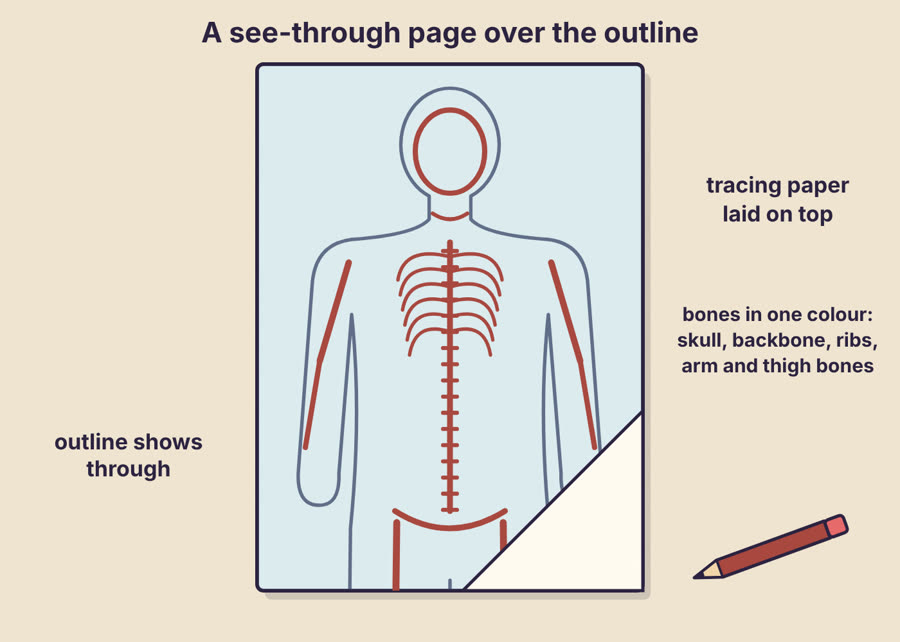 A see-through page over the outline
tracing paper
laid on top
bones in one colour:
skull, backbone, ribs,
arm and thigh bones
outline shows
through